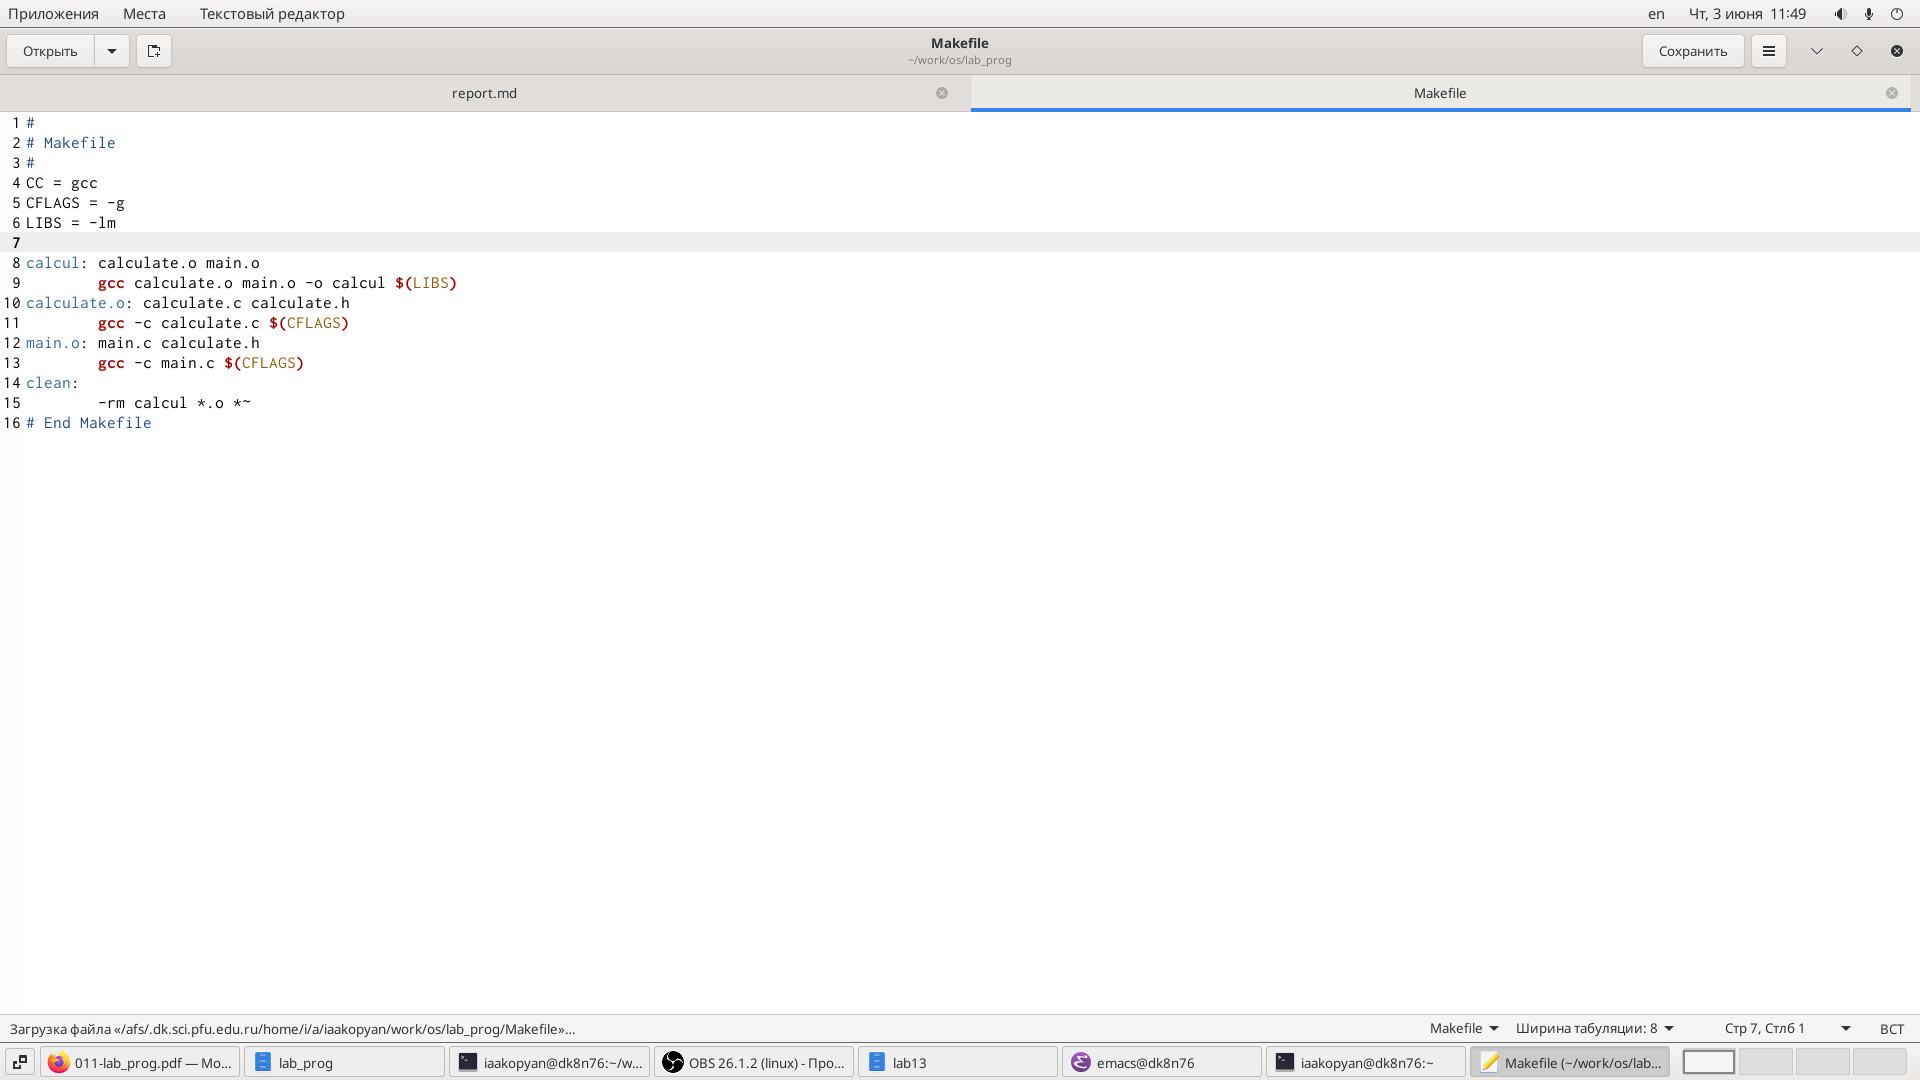 Приложения Места Текстовый редактор en Чт, 3 июня 11:49
Открыть Makefile Сохранить
~/work/os/lab_prog
report.md Makefile
1 #
2 # Makefile
3 #
4 CC = gcc
5 CFLAGS = -g
6 LIBS = -lm
7
8 calcul: calculate.o main.o
9 gcc calculate.o main.o -o calcul $(LIBS)
10 calculate.o: calculate.c calculate.h
11 gcc -c calculate.c $(CFLAGS)
12 main.o: main.c calculate.h
13 gcc -c main.c $(CFLAGS)
14 clean:
15 -rm calcul *.o *~
16 # End Makefile
Загрузка файла «/afs/.dk.sci.pfu.edu.ru/home/i/a/iaakopyan/work/os/lab_prog/Makefile»… Makefile Ширина табуляции: 8 Стр 7, Стлб 1 ВСТ
011-lab_prog.pdf — Mo… lab_prog iaakopyan@dk8n76:~/w… OBS 26.1.2 (linux) - Про… lab13 emacs@dk8n76 iaakopyan@dk8n76:~ Makefile (~/work/os/lab…